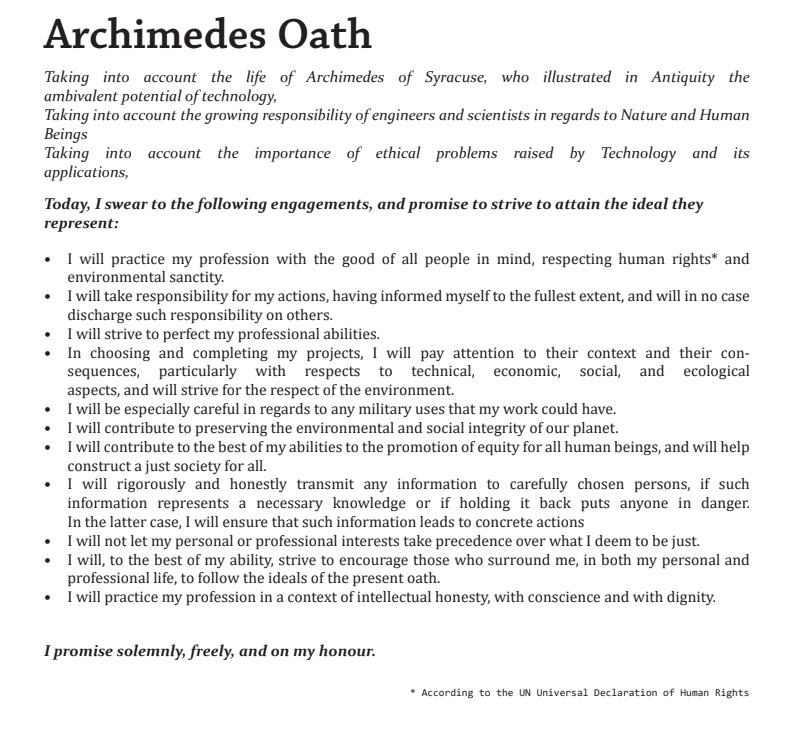 Archimedes Oath
Taking into account the life of Archimedes of Syracuse, who illustrated in Antiquity the
ambivalent potential of technology,
Taking into account the growing responsibility of engineers and scientists in regards to Nature and Human
Beings
Taking into account the importance of ethical problems raised by Technology and its
applications,
Today, I swear to the following engagements, and promise to strive to attain the ideal they
represent:
• I will practice my profession with the good of all people in mind, respecting human rights* and
environmental sanctity.
• I will take responsibility for my actions, having informed myself to the fullest extent, and will in no case
discharge such responsibility on others.
• I will strive to perfect my professional abilities.
• In choosing and completing my projects, I will pay attention to their context and their con-
sequences, particularly with respects to technical, economic, social, and ecological
aspects, and will strive for the respect of the environment.
• I will be especially careful in regards to any military uses that my work could have.
• I will contribute to preserving the environmental and social integrity of our planet.
• I will contribute to the best of my abilities to the promotion of equity for all human beings, and will help
construct a just society for all.
• I will rigorously and honestly transmit any information to carefully chosen persons, if such
information represents a necessary knowledge or if holding it back puts anyone in danger.
In the latter case, I will ensure that such information leads to concrete actions
• I will not let my personal or professional interests take precedence over what I deem to be just.
• I will, to the best of my ability, strive to encourage those who surround me, in both my personal and
professional life, to follow the ideals of the present oath.
• I will practice my profession in a context of intellectual honesty, with conscience and with dignity.
I promise solemnly, freely, and on my honour.
* According to the UN Universal Declaration of Human Rights